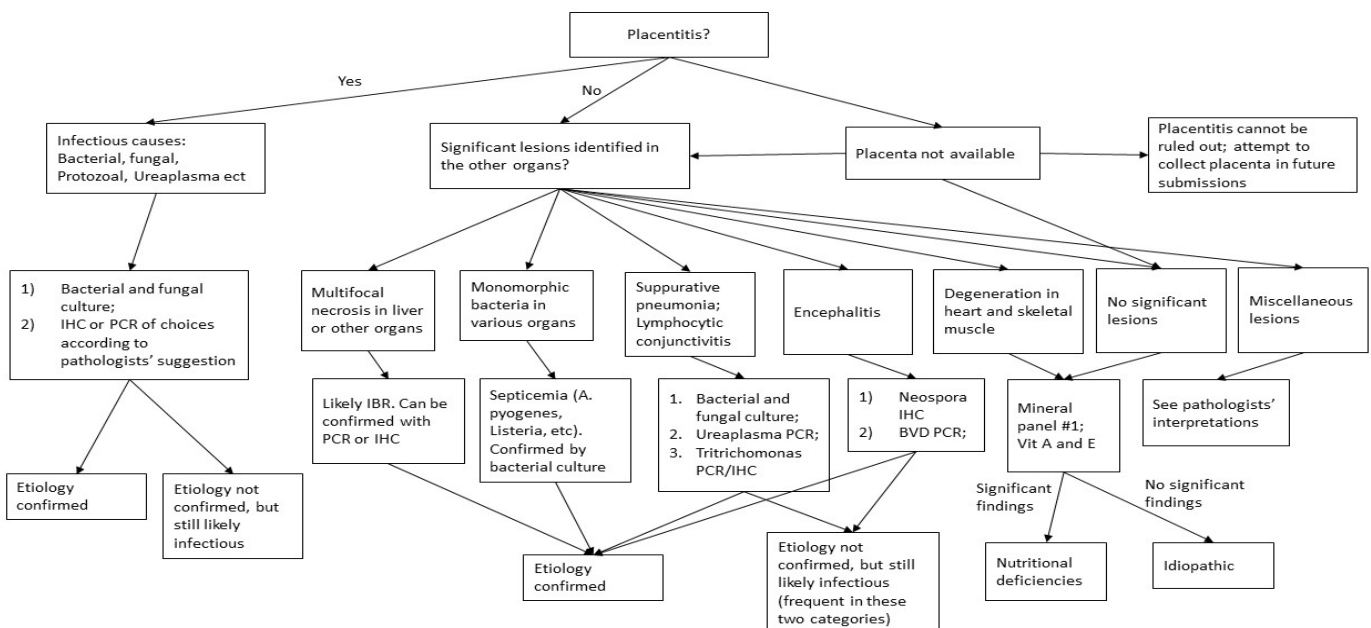 Placentitis?
Yes
No
Infectious causes:
Bacterial, fungal,
Protozoal, Ureaplasma ect
Significant lesions identified in
the other organs?
Placenta not available
Placentitis cannot be
ruled out; attempt to
collect placenta in future
submissions
1) Bacterial and fungal
culture;
2) IHC or PCR of choices
according to
pathologists’ suggestion
Multifocal
necrosis in liver
or other organs
Monomorphic
bacteria in
various organs
Suppurative
pneumonia;
Lymphocytic
conjunctivitis
Encephalitis
Degeneration in
heart and skeletal
muscle
No significant
lesions
Miscellaneous
lesions
Likely IBR. Can be
confirmed with
PCR or IHC
Septicemia (A.
pyogenes,
Listeria, etc).
Confirmed by
bacterial culture
1. Bacterial and
fungal culture;
2. Ureaplasma PCR;
3. Tritrichomonas
PCR/IHC
1) Neospora
IHC
2) BVD PCR;
Mineral
panel #1;
Vit A and E
See pathologists’
interpretations
Etiology
confirmed
Etiology not
confirmed, but
still likely
infectious
Significant
findings
No significant
findings
Etiology
confirmed
Etiology not
confirmed, but still
likely infectious
(frequent in these
two categories)
Nutritional
deficiencies
Idiopathic